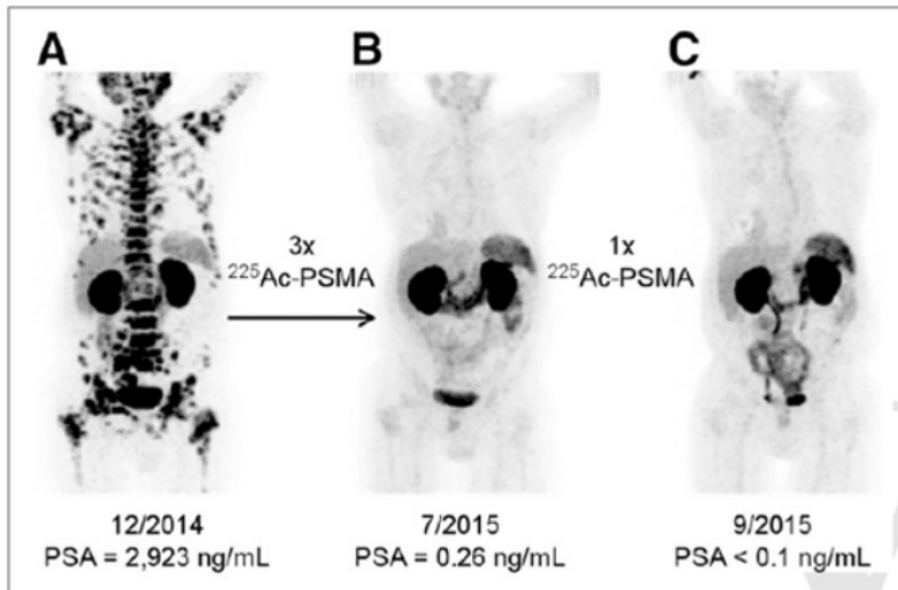 A
B
C
3x
225Ac-PSMA
1x
225Ac-PSMA
12/2014
PSA = 2,923 ng/mL
7/2015
PSA = 0.26 ng/mL
9/2015
PSA < 0.1 ng/mL